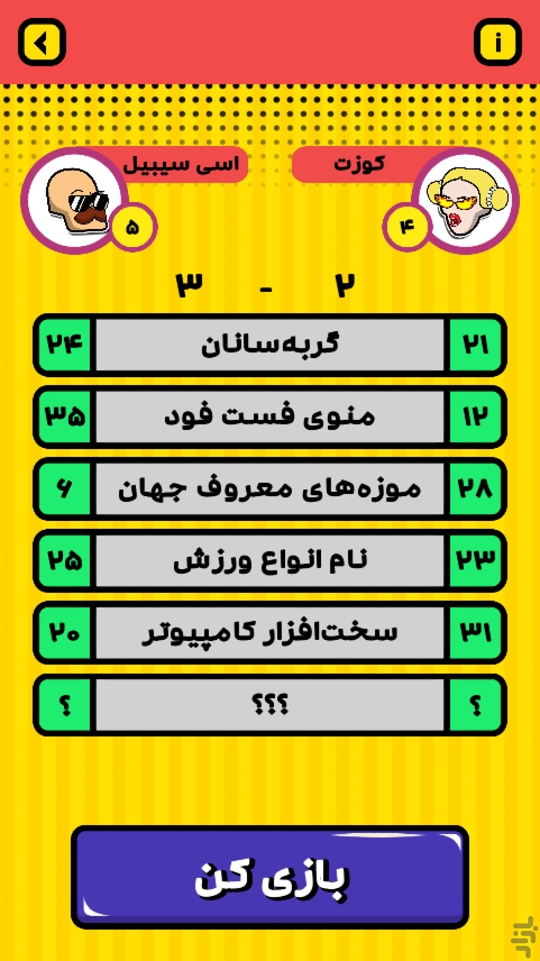 i
کوزت اسی سیبیل
۴ ۵
۲ - ۳
۲۱ گربه‌سانان ۲۴
۱۲ منوی فست فود ۳۵
۲۸ موزه‌های معروف جهان ۶
۲۳ نام انواع ورزش ۲۵
۳۱ سخت‌افزار کامپیوتر ۲۰
؟ ؟؟؟ ؟
بازی کن
بازار